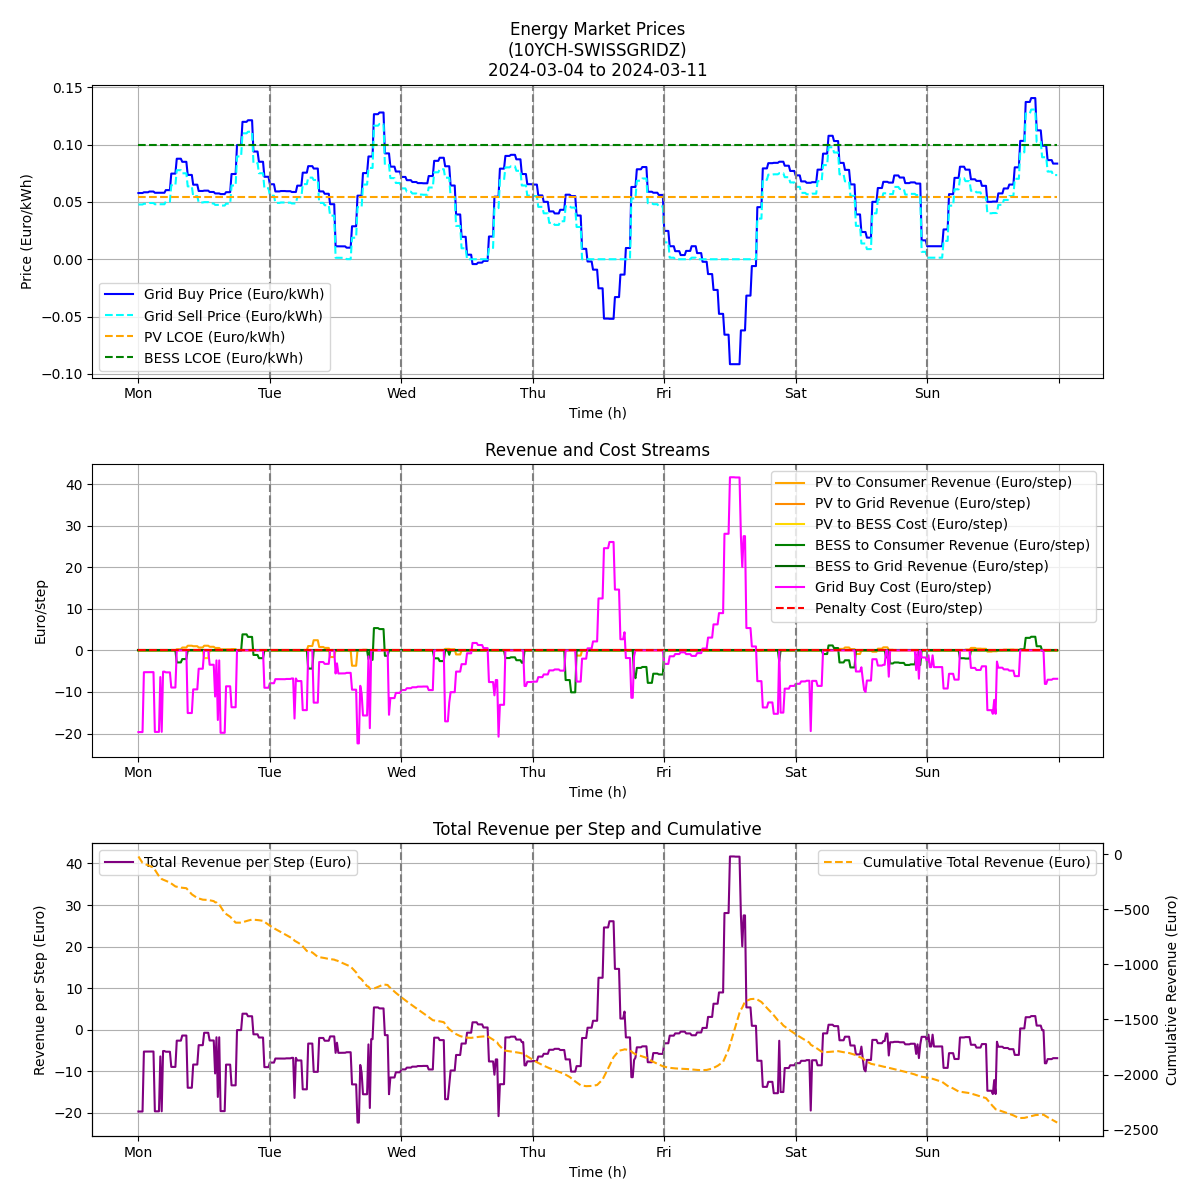 Energy Market Prices
(10YCH-SWISSGRIDZ)
2024-03-04 to 2024-03-11
Price (Euro/kWh)
0.15
0.10
0.05
0.00
−0.05
−0.10
Grid Buy Price (Euro/kWh)
Grid Sell Price (Euro/kWh)
PV LCOE (Euro/kWh)
BESS LCOE (Euro/kWh)
Mon Tue Wed Thu Fri Sat Sun
Time (h)
Revenue and Cost Streams
Euro/step
40
30
20
10
0
−10
−20
PV to Consumer Revenue (Euro/step)
PV to Grid Revenue (Euro/step)
PV to BESS Cost (Euro/step)
BESS to Consumer Revenue (Euro/step)
BESS to Grid Revenue (Euro/step)
Grid Buy Cost (Euro/step)
Penalty Cost (Euro/step)
Mon Tue Wed Thu Fri Sat Sun
Time (h)
Total Revenue per Step and Cumulative
Revenue per Step (Euro)
40
30
20
10
0
−10
−20
Total Revenue per Step (Euro)
Cumulative Total Revenue (Euro)
0
−500
−1000
−1500
−2000
−2500
Cumulative Revenue (Euro)
Mon Tue Wed Thu Fri Sat Sun
Time (h)